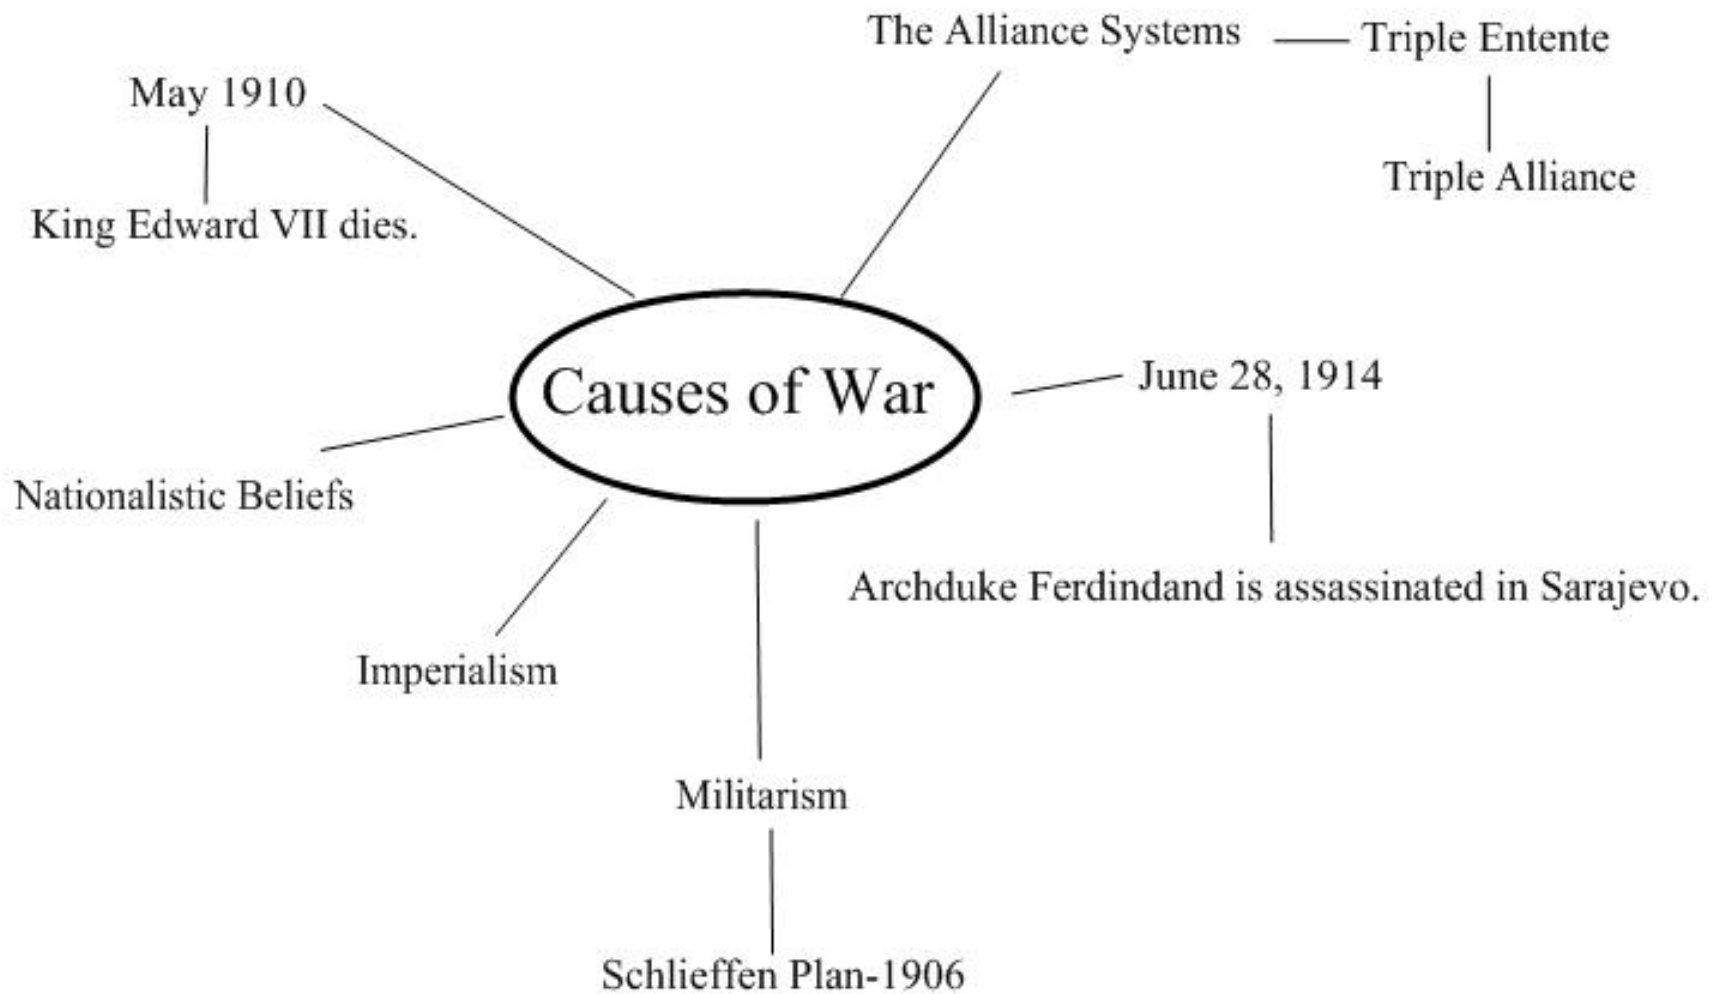 The Alliance Systems
Triple Entente
Triple Alliance
May 1910
King Edward VII dies.
Causes of War
June 28, 1914
Archduke Ferdindand is assassinated in Sarajevo.
Nationalistic Beliefs
Imperialism
Militarism
Schlieffen Plan-1906